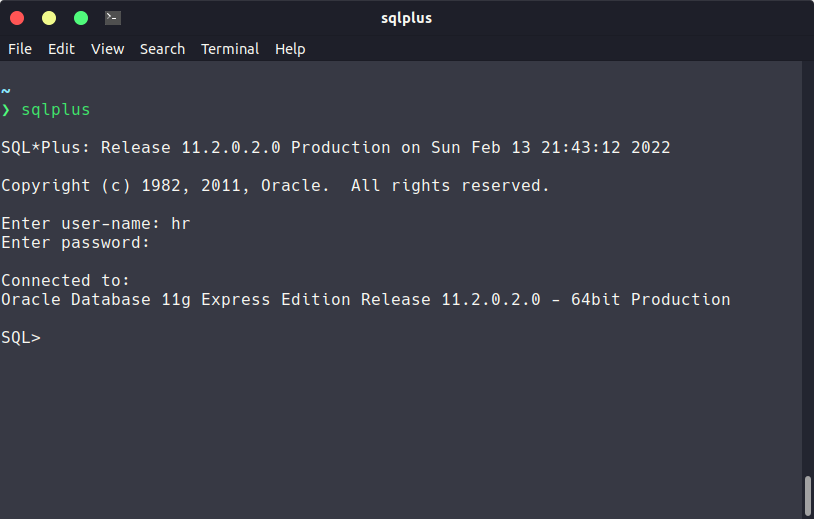 sqlplus
File Edit View Search Terminal Help
~
❯ sqlplus
SQL*Plus: Release 11.2.0.2.0 Production on Sun Feb 13 21:43:12 2022
Copyright (c) 1982, 2011, Oracle.  All rights reserved.
Enter user-name: hr
Enter password:
Connected to:
Oracle Database 11g Express Edition Release 11.2.0.2.0 - 64bit Production
SQL>